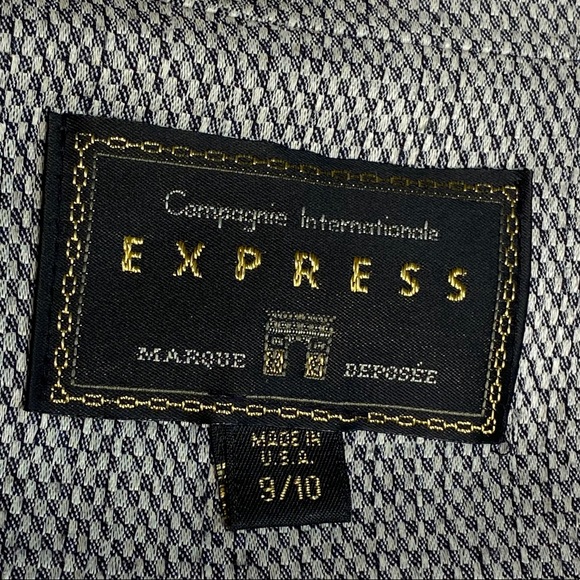 Compagnie Internationale
EXPRESS
MARQUE DEPOSÉE
MADE IN
U.S.A.
9/10